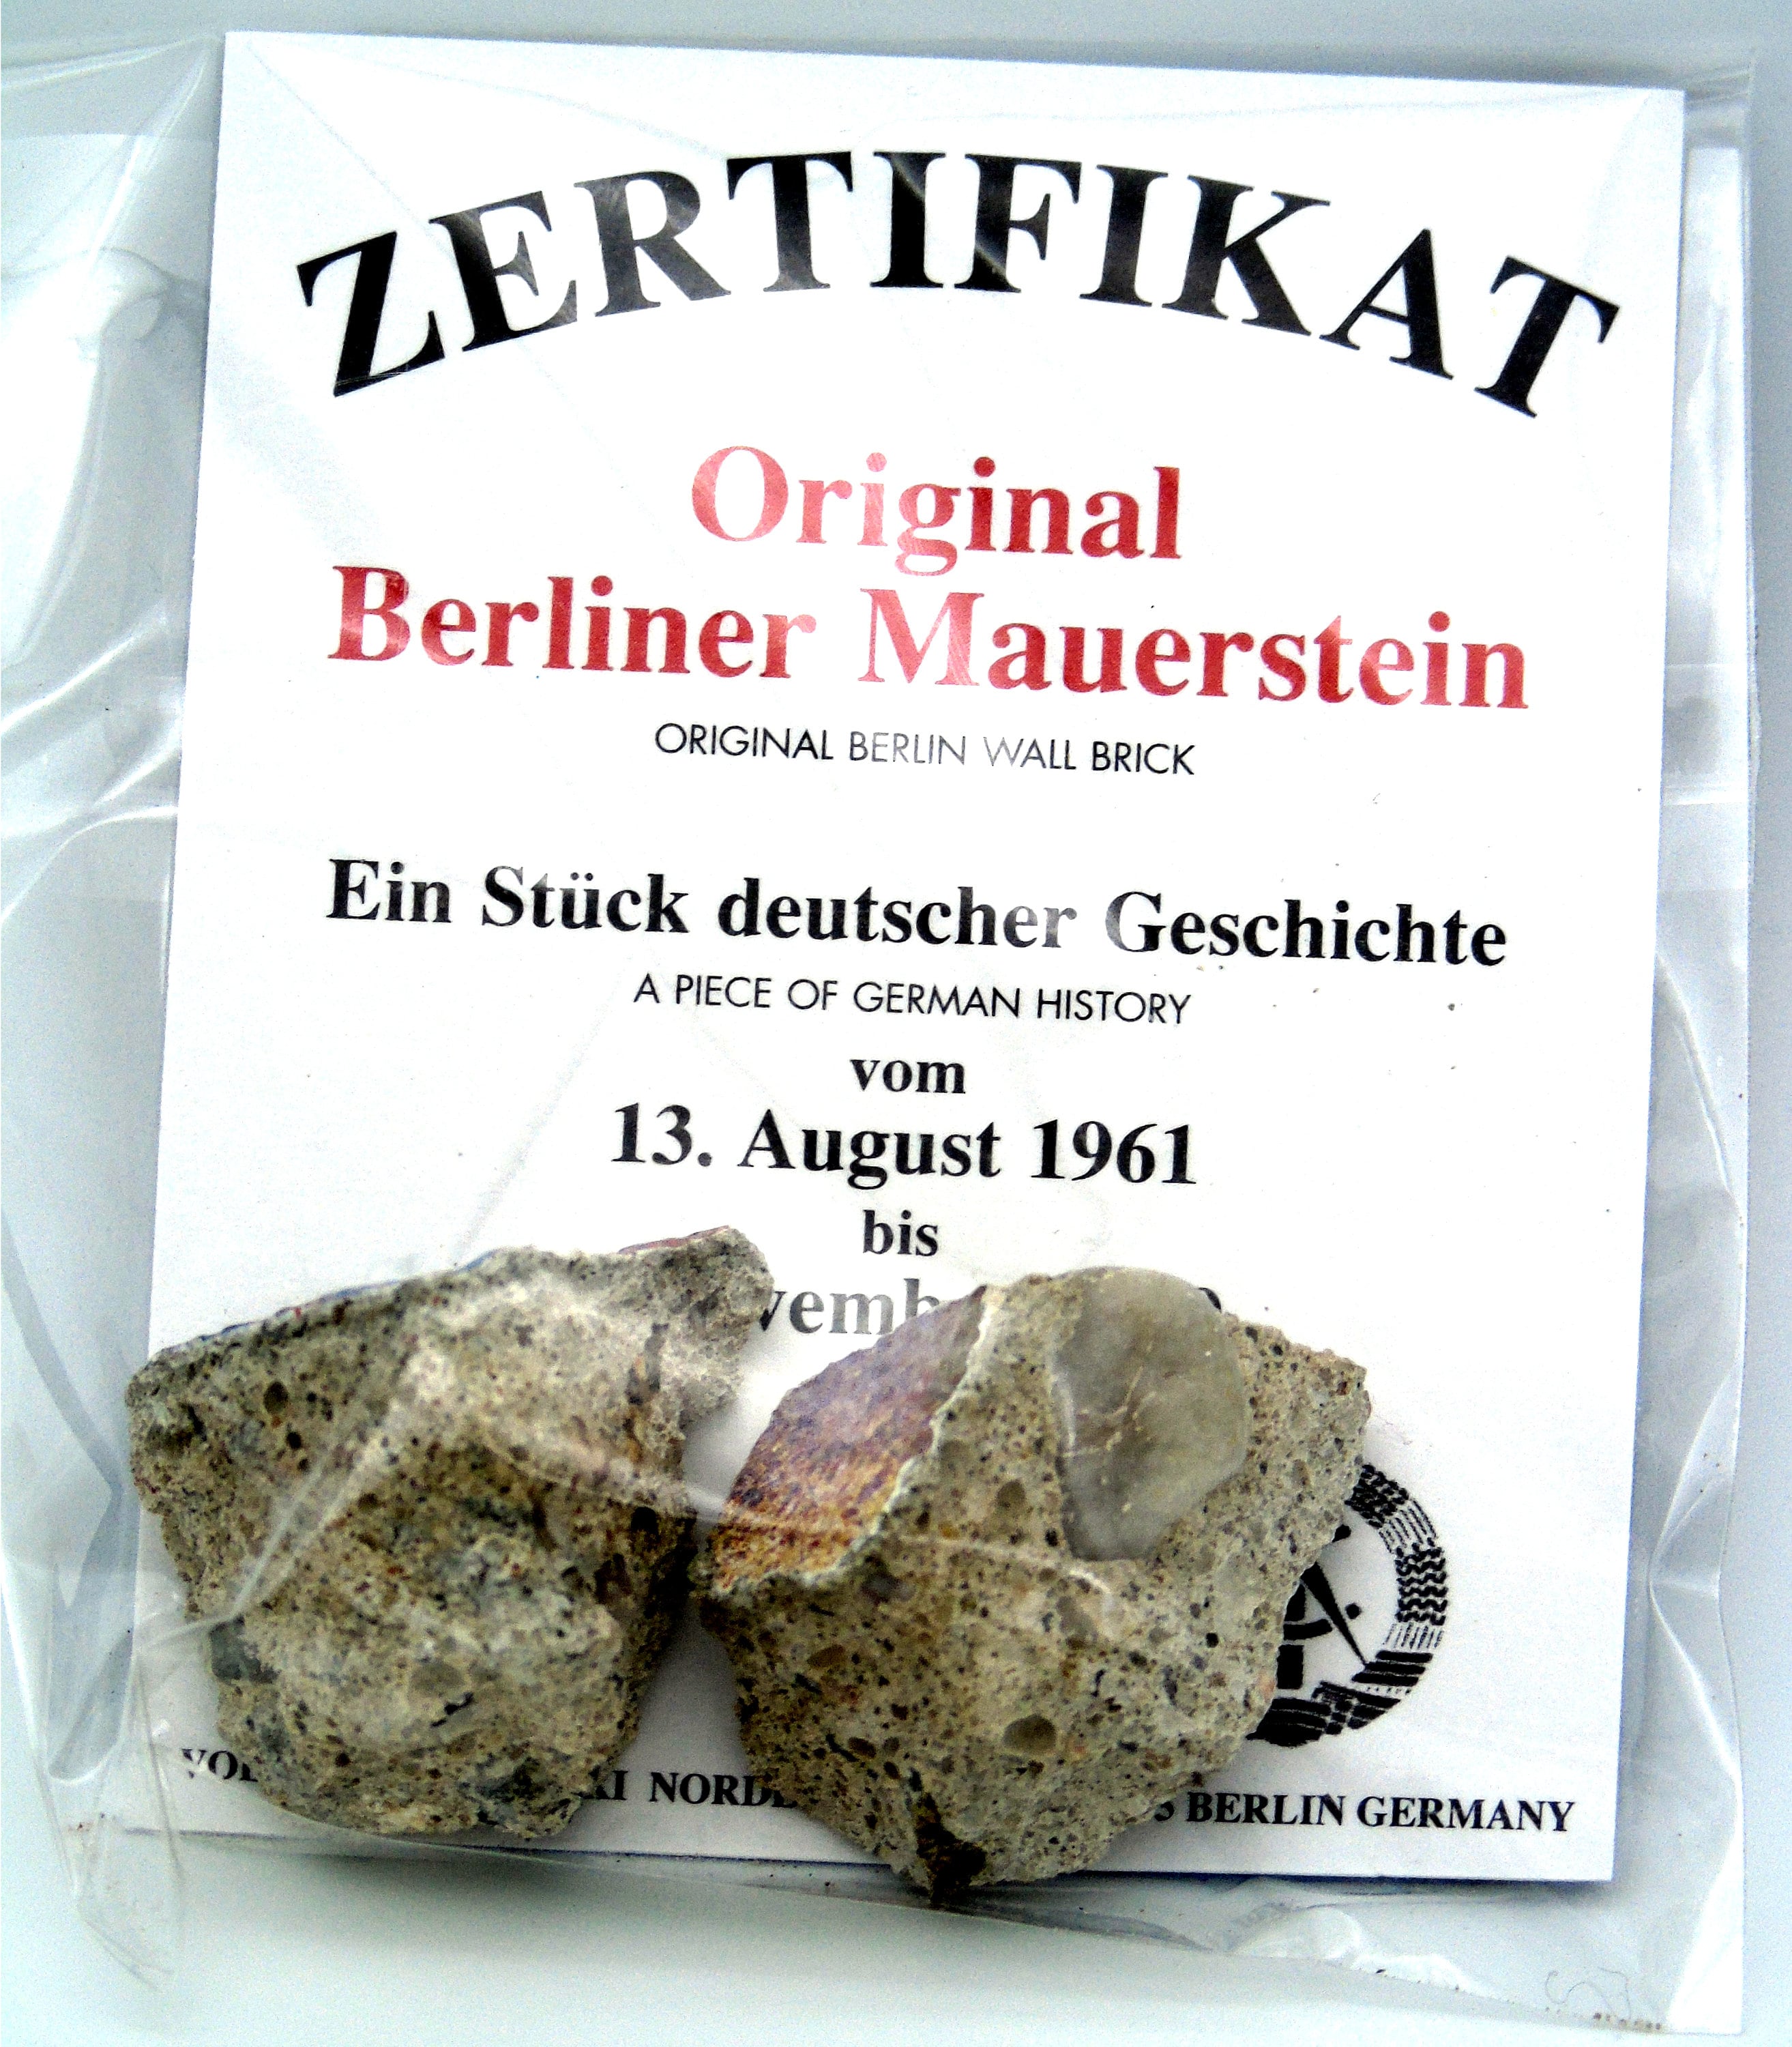 ZERTIFIKAT
Original
Berliner Mauerstein
ORIGINAL BERLIN WALL BRICK
Ein Stück deutscher Geschichte
A PIECE OF GERMAN HISTORY
vom
13. August 1961
bis
BERLIN GERMANY